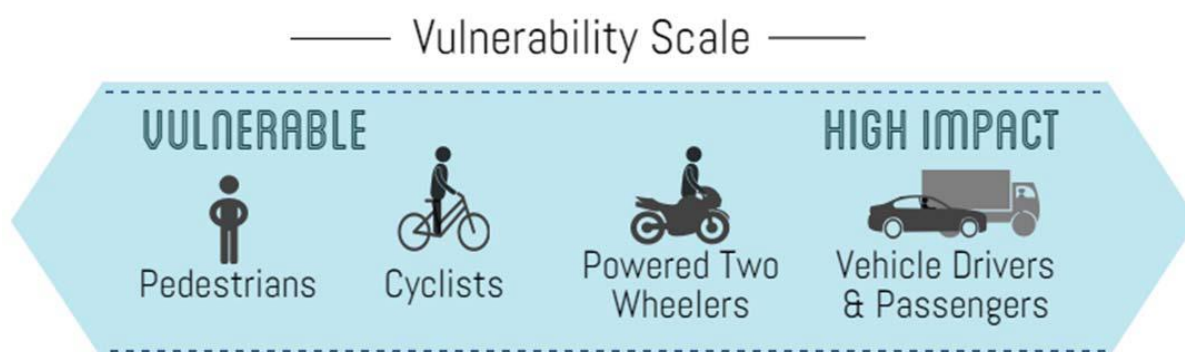 Vulnerability Scale
VULNERABLE
HIGH IMPACT
Pedestrians
Cyclists
Powered Two
Wheelers
Vehicle Drivers
& Passengers